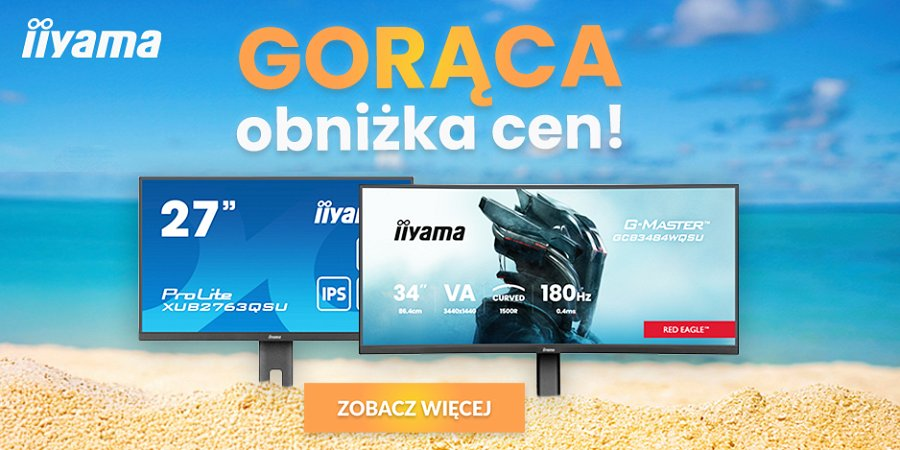 iiyama
GORĄCA
obniżka cen!
27”
iiyama
ProLite
XUB2763QSU
IPS
iiyama
G-MASTER™
GCB3484WQSU
34” VA CURVED 180Hz
86.4cm 3440x1440 1500R 0.4ms
RED EAGLE™
iiyama
iiyama
ZOBACZ WIĘCEJ